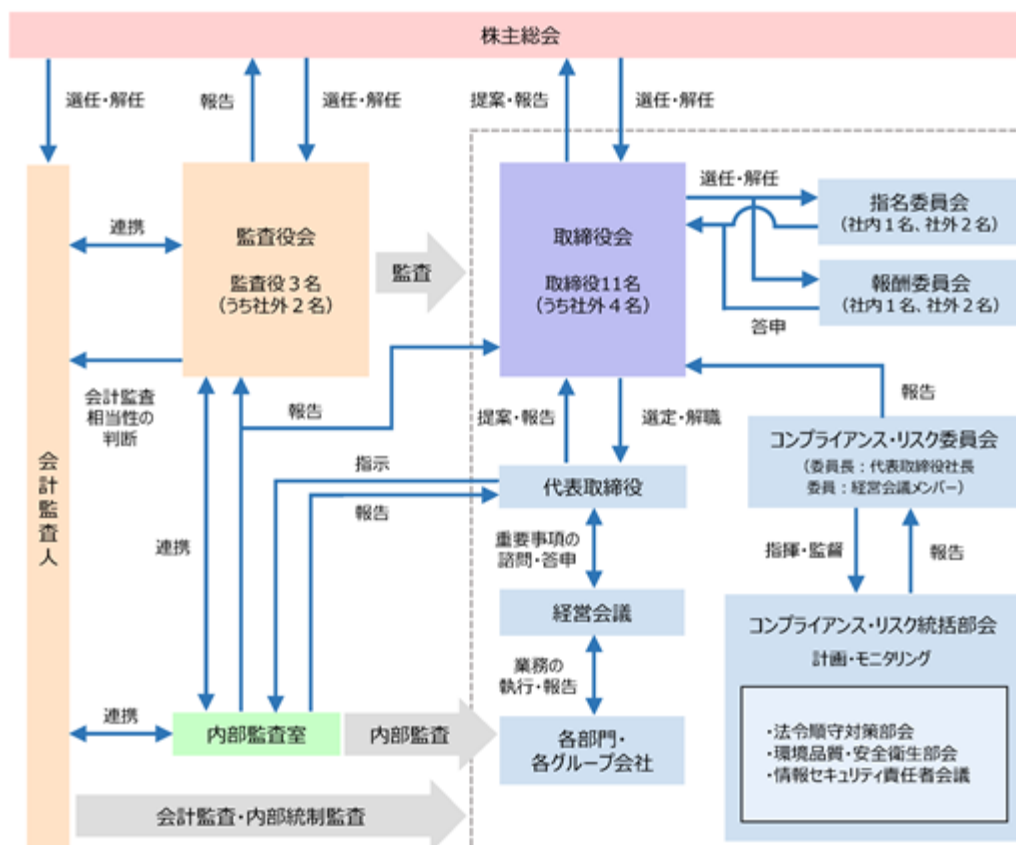 株主総会
選任・解任
報告
選任・解任
提案・報告
選任・解任
監査役会
監査役3名
（うち社外2名）
連携
監査
取締役会
取締役11名
（うち社外4名）
選任・解任
指名委員会
（社内1名、社外2名）
報酬委員会
（社内1名、社外2名）
答申
会計監査
相当性の
判断
報告
提案・報告
選定・解職
報告
コンプライアンス・リスク委員会
（委員長：代表取締役社長
委員：経営会議メンバー）
会計監査人
指示
報告
代表取締役
連携
重要事項の
諮問・答申
指揮・監督
報告
経営会議
コンプライアンス・リスク統括部会
計画・モニタリング
業務の
執行・報告
連携
内部監査室
内部監査
各部門・
各グループ会社
・法令順守対策部会
・環境品質・安全衛生部会
・情報セキュリティ責任者会議
会計監査・内部統制監査